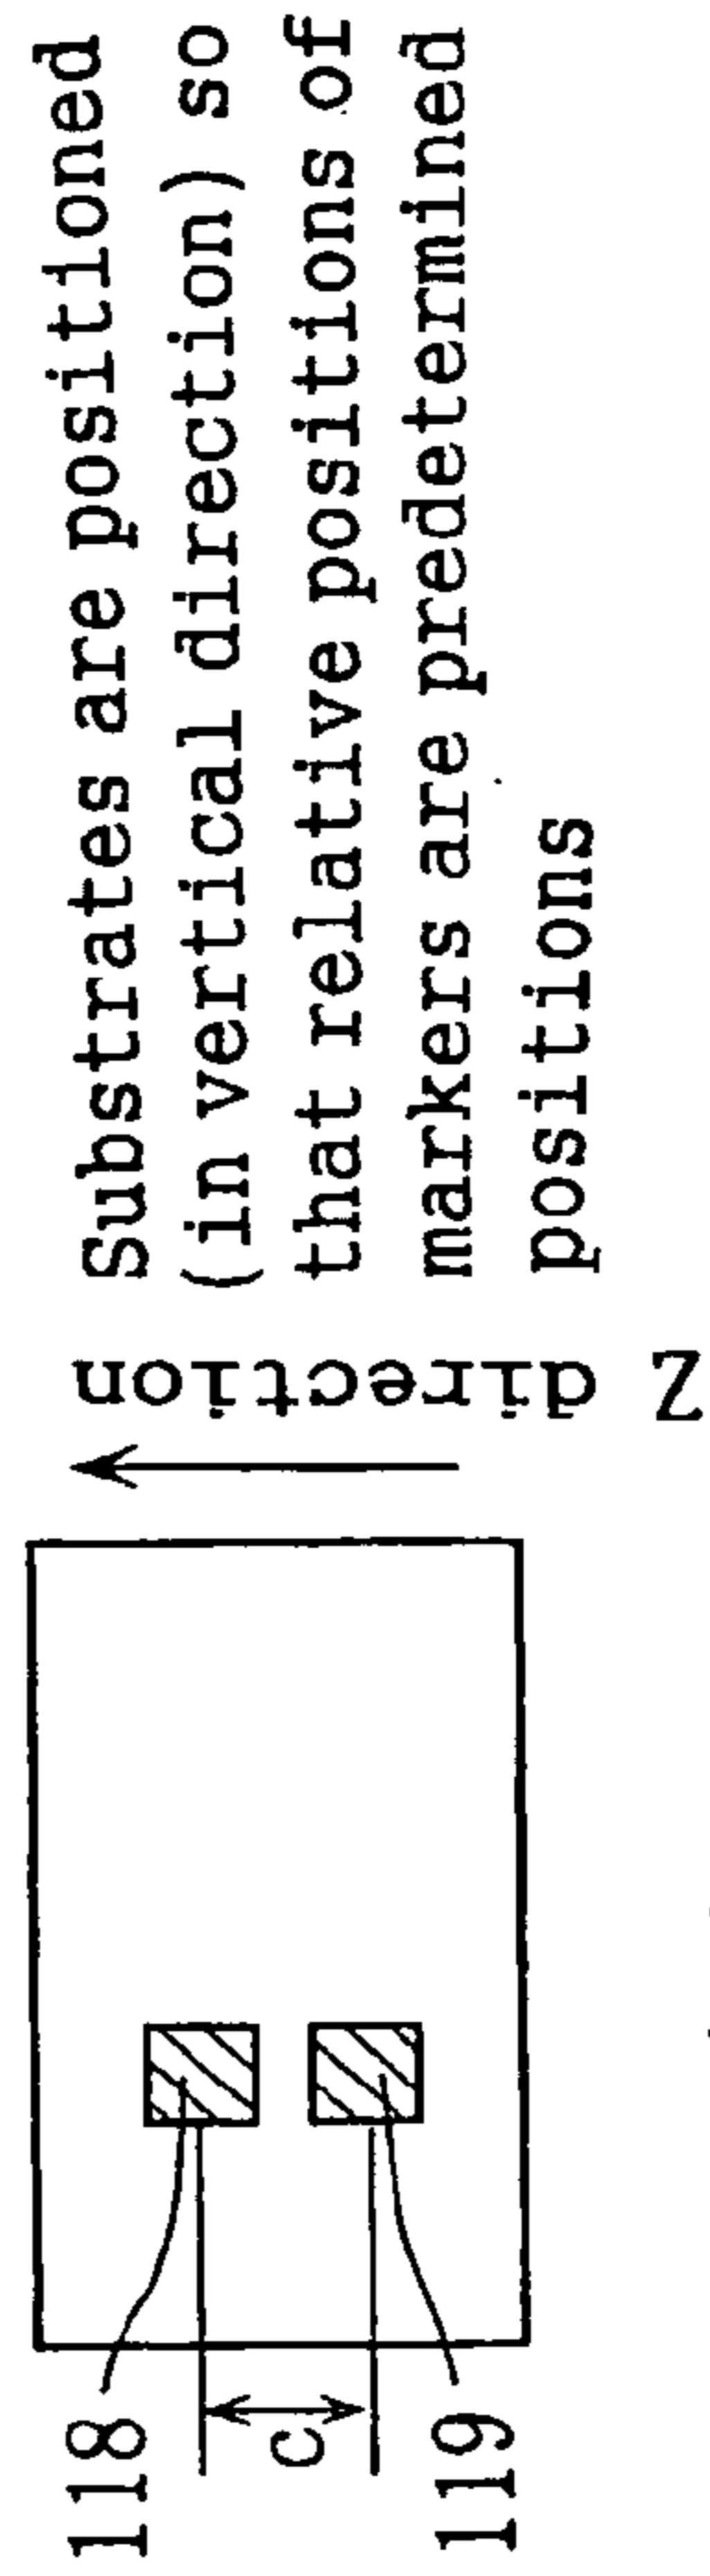 118
C
119
Z direction
Substrates are positioned
(in vertical direction) so
that relative positions of
markers are predetermined
positions